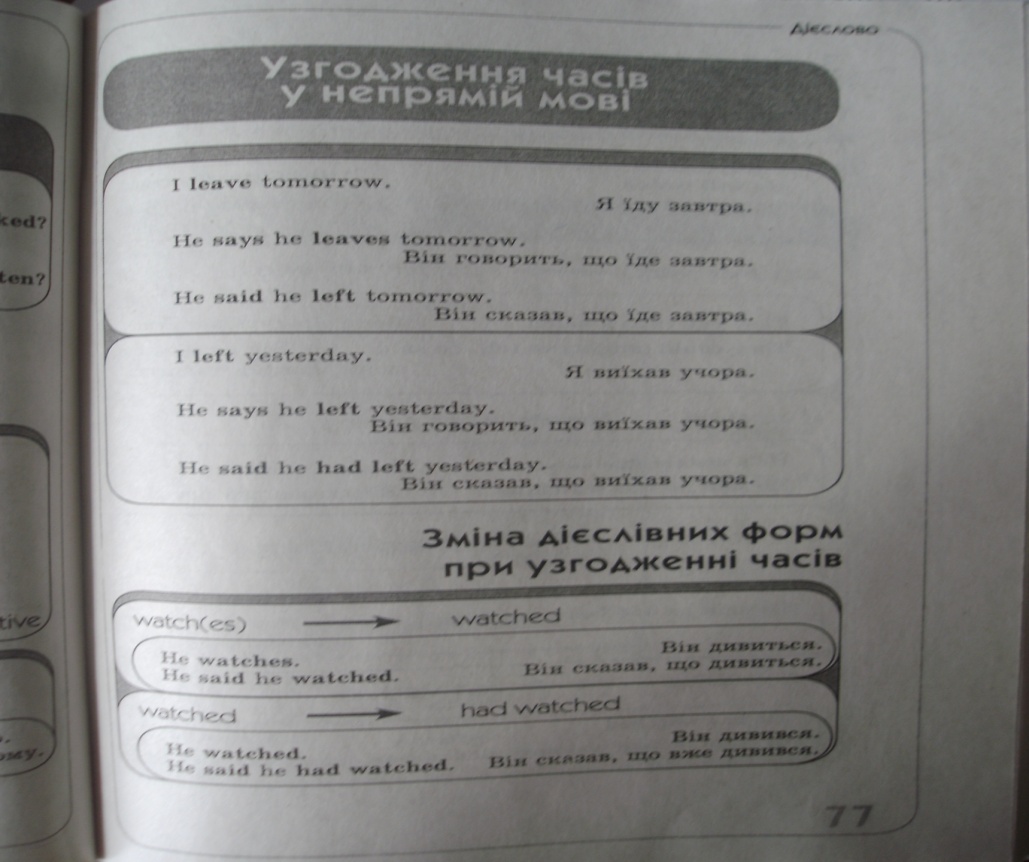 Дієслово
Узгодження часів
у непрямій мові
I leave tomorrow.
Я їду завтра.
He says he leaves tomorrow.
Він говорить, що їде завтра.
He said he left tomorrow.
Він сказав, що їде завтра.
I left yesterday.
Я виїхав учора.
He says he left yesterday.
Він говорить, що виїхав учора.
He said he had left yesterday.
Він сказав, що виїхав учора.
Зміна дієслівних форм
при узгодженні часів
watch(es) watched
He watches. Він дивиться.
He said he watched. Він сказав, що дивиться.
watched had watched
He watched. Він дивився.
He said he had watched. Він сказав, що вже дивився.
77